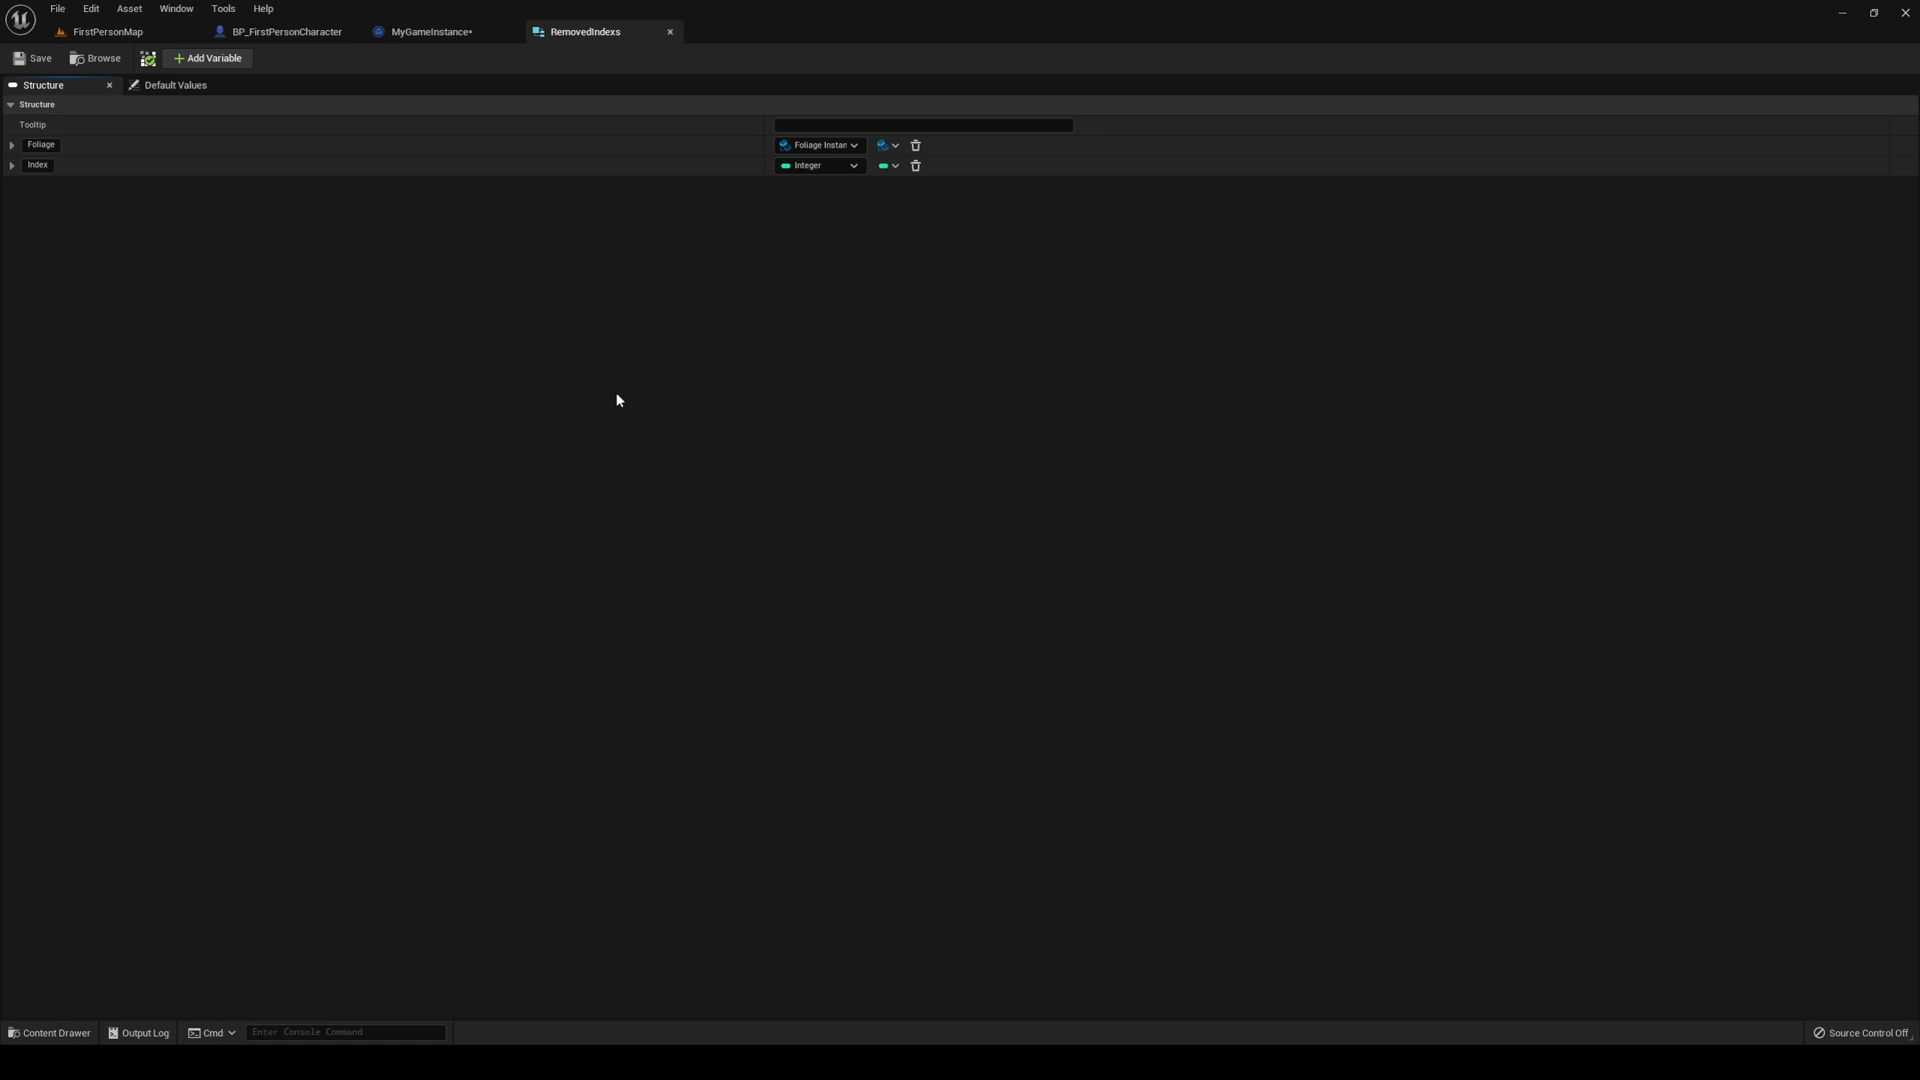 File Edit Asset Window Tools Help
FirstPersonMap BP_FirstPersonCharacter MyGameInstance• RemovedIndexs
Save Browse Add Variable
Structure Default Values
Structure
Tooltip
Foliage Foliage Instan
Index Integer
Content Drawer Output Log Cmd Enter Console Command Source Control Off